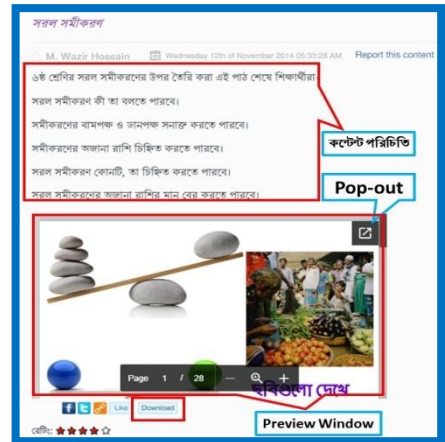 সরল সমীকরণ
M. Wazir Hossain Wednesday 12th of November 2014 05:33:28 AM Report this content
৬ষ্ঠ শ্রেণির সরল সমীকরণের উপর তৈরি করা এই পাঠ শেষে শিক্ষার্থীরা-
সরল সমীকরণ কী তা বলতে পারবে।
সমীকরণের বামপক্ষ ও ডানপক্ষ সনাক্ত করতে পারবে।
কন্টেন্ট পরিচিতি
সমীকরণের অজানা রাশি চিহ্নিত করতে পারবে।
সরল সমীকরণ কোনটি, তা চিহ্নিত করতে পারবে।
Pop-out
সরল সমীকরণের অজানা রাশির মান বের করতে পারবে।
Page 1 / 28
ছবিগুলো দেখে
Like Download
Preview Window
রেটিং: